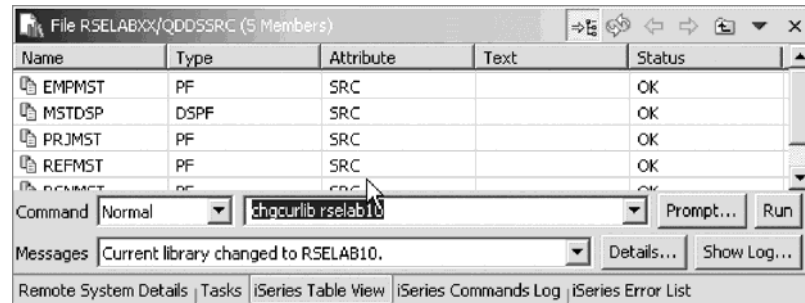 File RSELABXX/QDDSSRC (5 Members)
Name Type Attribute Text Status
EMPMST PF SRC OK
MSTDSP DSPF SRC OK
PRJMST PF SRC OK
REFMST PF SRC OK
Command Normal chgcurlib rselab10 Prompt... Run
Messages Current library changed to RSELAB10. Details... Show Log...
Remote System Details Tasks iSeries Table View iSeries Commands Log iSeries Error List